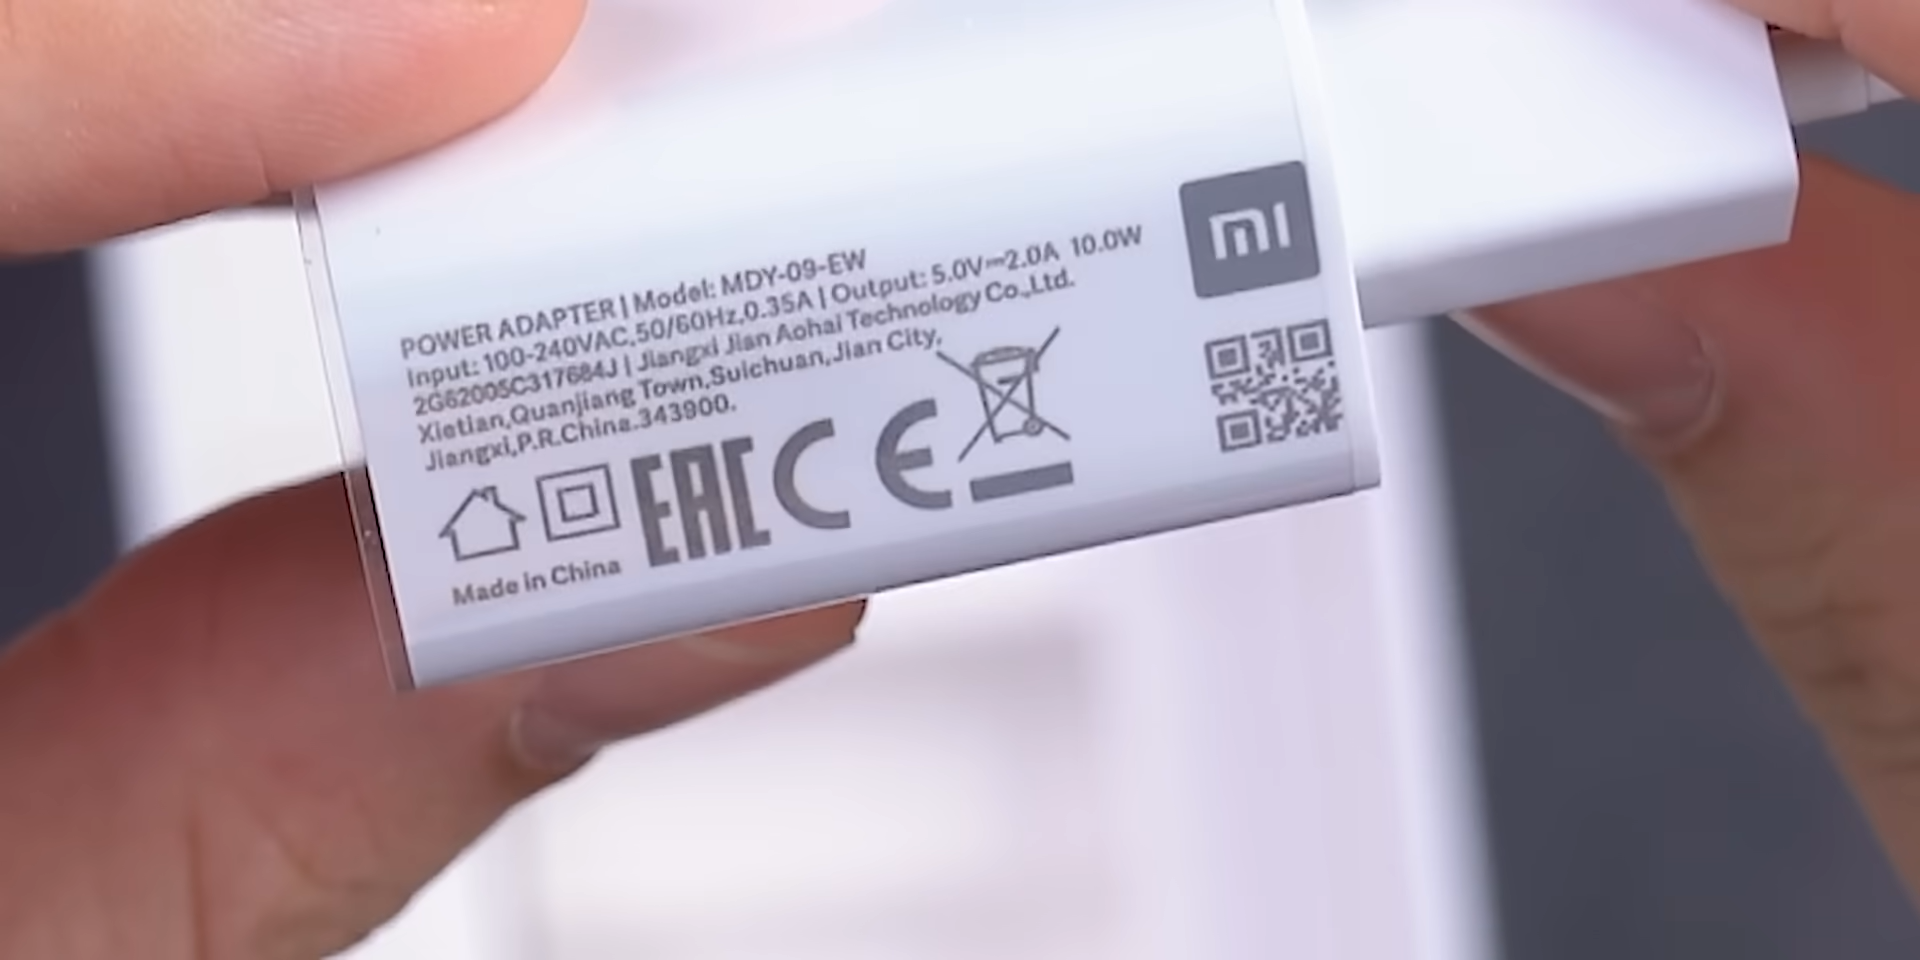 POWER ADAPTER | Model: MDY-09-EW
Input: 100-240VAC,50/60Hz,0.35A | Output: 5.0V⎓2.0A 10.0W
2G62005C317684J | Jiangxi Jian Aohai Technology Co.,Ltd.
Xietian,Quanjiang Town,Suichuan,Jian City,
Jiangxi,P.R.China.343900.
EAC CE
Made in China
mi